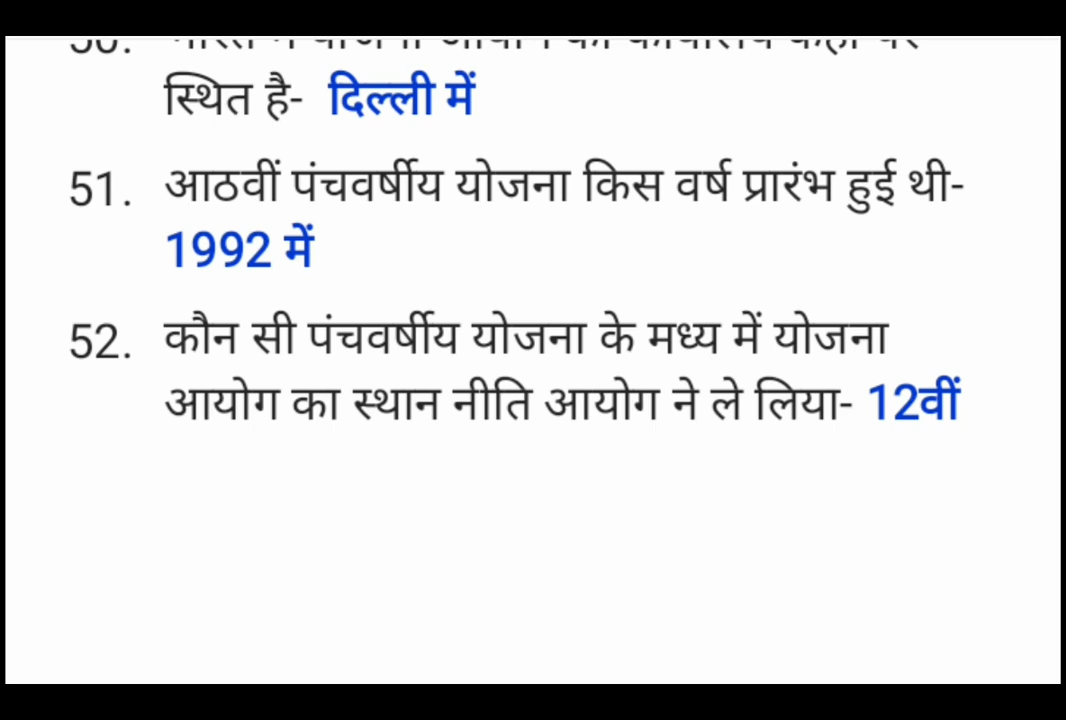 स्थित है- दिल्ली में
51. आठवीं पंचवर्षीय योजना किस वर्ष प्रारंभ हुई थी-
1992 में
52. कौन सी पंचवर्षीय योजना के मध्य में योजना
आयोग का स्थान नीति आयोग ने ले लिया- 12वीं